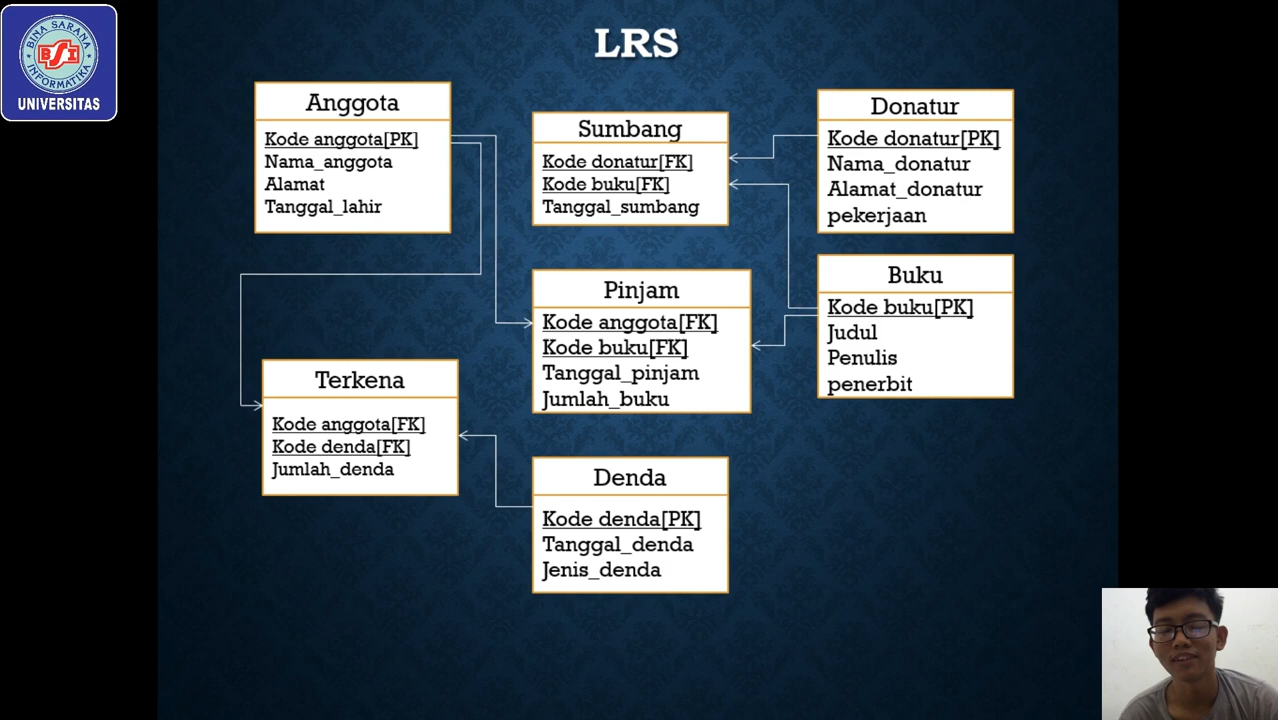 BINA SARANA
BSI
INFORMATIKA
UNIVERSITAS
LRS
Anggota
Kode anggota[PK]
Nama_anggota
Alamat
Tanggal_lahir
Sumbang
Kode donatur[FK]
Kode buku[FK]
Tanggal_sumbang
Donatur
Kode donatur[PK]
Nama_donatur
Alamat_donatur
pekerjaan
Pinjam
Kode anggota[FK]
Kode buku[FK]
Tanggal_pinjam
Jumlah_buku
Buku
Kode buku[PK]
Judul
Penulis
penerbit
Terkena
Kode anggota[FK]
Kode denda[FK]
Jumlah_denda
Denda
Kode denda[PK]
Tanggal_denda
Jenis_denda